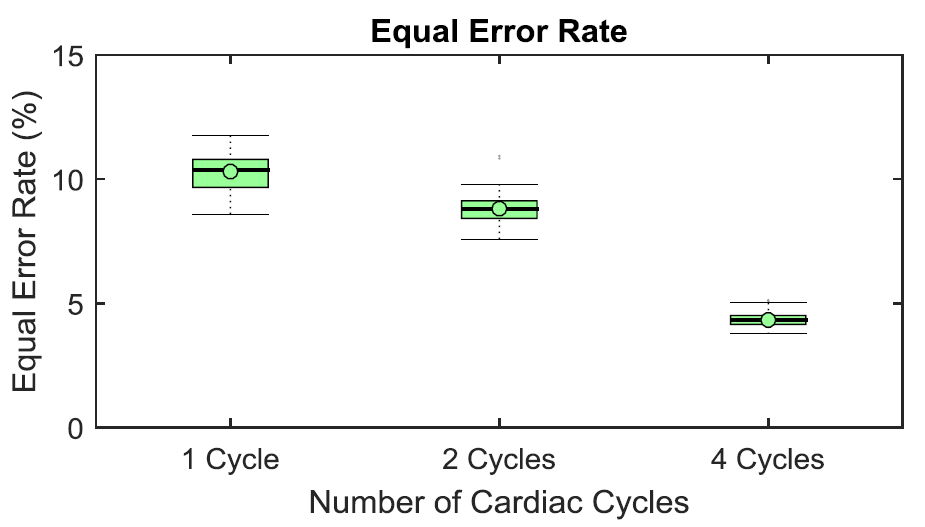 Equal Error Rate
Equal Error Rate (%)
15
10
5
0
1 Cycle 2 Cycles 4 Cycles
Number of Cardiac Cycles